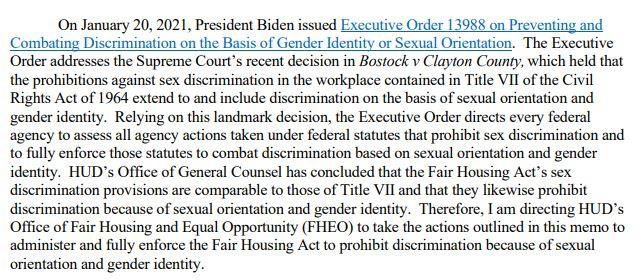 On January 20, 2021, President Biden issued Executive Order 13988 on Preventing and
Combating Discrimination on the Basis of Gender Identity or Sexual Orientation.  The Executive
Order addresses the Supreme Court's recent decision in Bostock v Clayton County, which held that
the prohibitions against sex discrimination in the workplace contained in Title VII of the Civil
Rights Act of 1964 extend to and include discrimination on the basis of sexual orientation and
gender identity.  Relying on this landmark decision, the Executive Order directs every federal
agency to assess all agency actions taken under federal statutes that prohibit sex discrimination and
to fully enforce those statutes to combat discrimination based on sexual orientation and gender
identity.  HUD's Office of General Counsel has concluded that the Fair Housing Act's sex
discrimination provisions are comparable to those of Title VII and that they likewise prohibit
discrimination because of sexual orientation and gender identity.  Therefore, I am directing HUD's
Office of Fair Housing and Equal Opportunity (FHEO) to take the actions outlined in this memo to
administer and fully enforce the Fair Housing Act to prohibit discrimination because of sexual
orientation and gender identity.